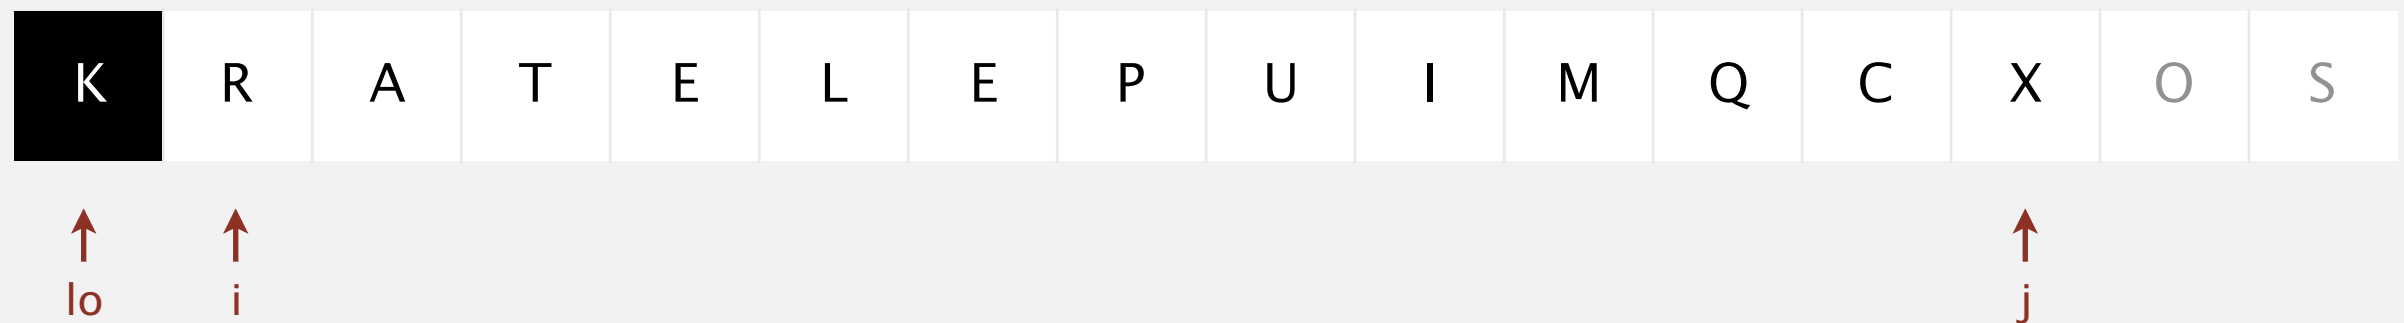 K R A T E L E P U I M Q C X O S
lo i j